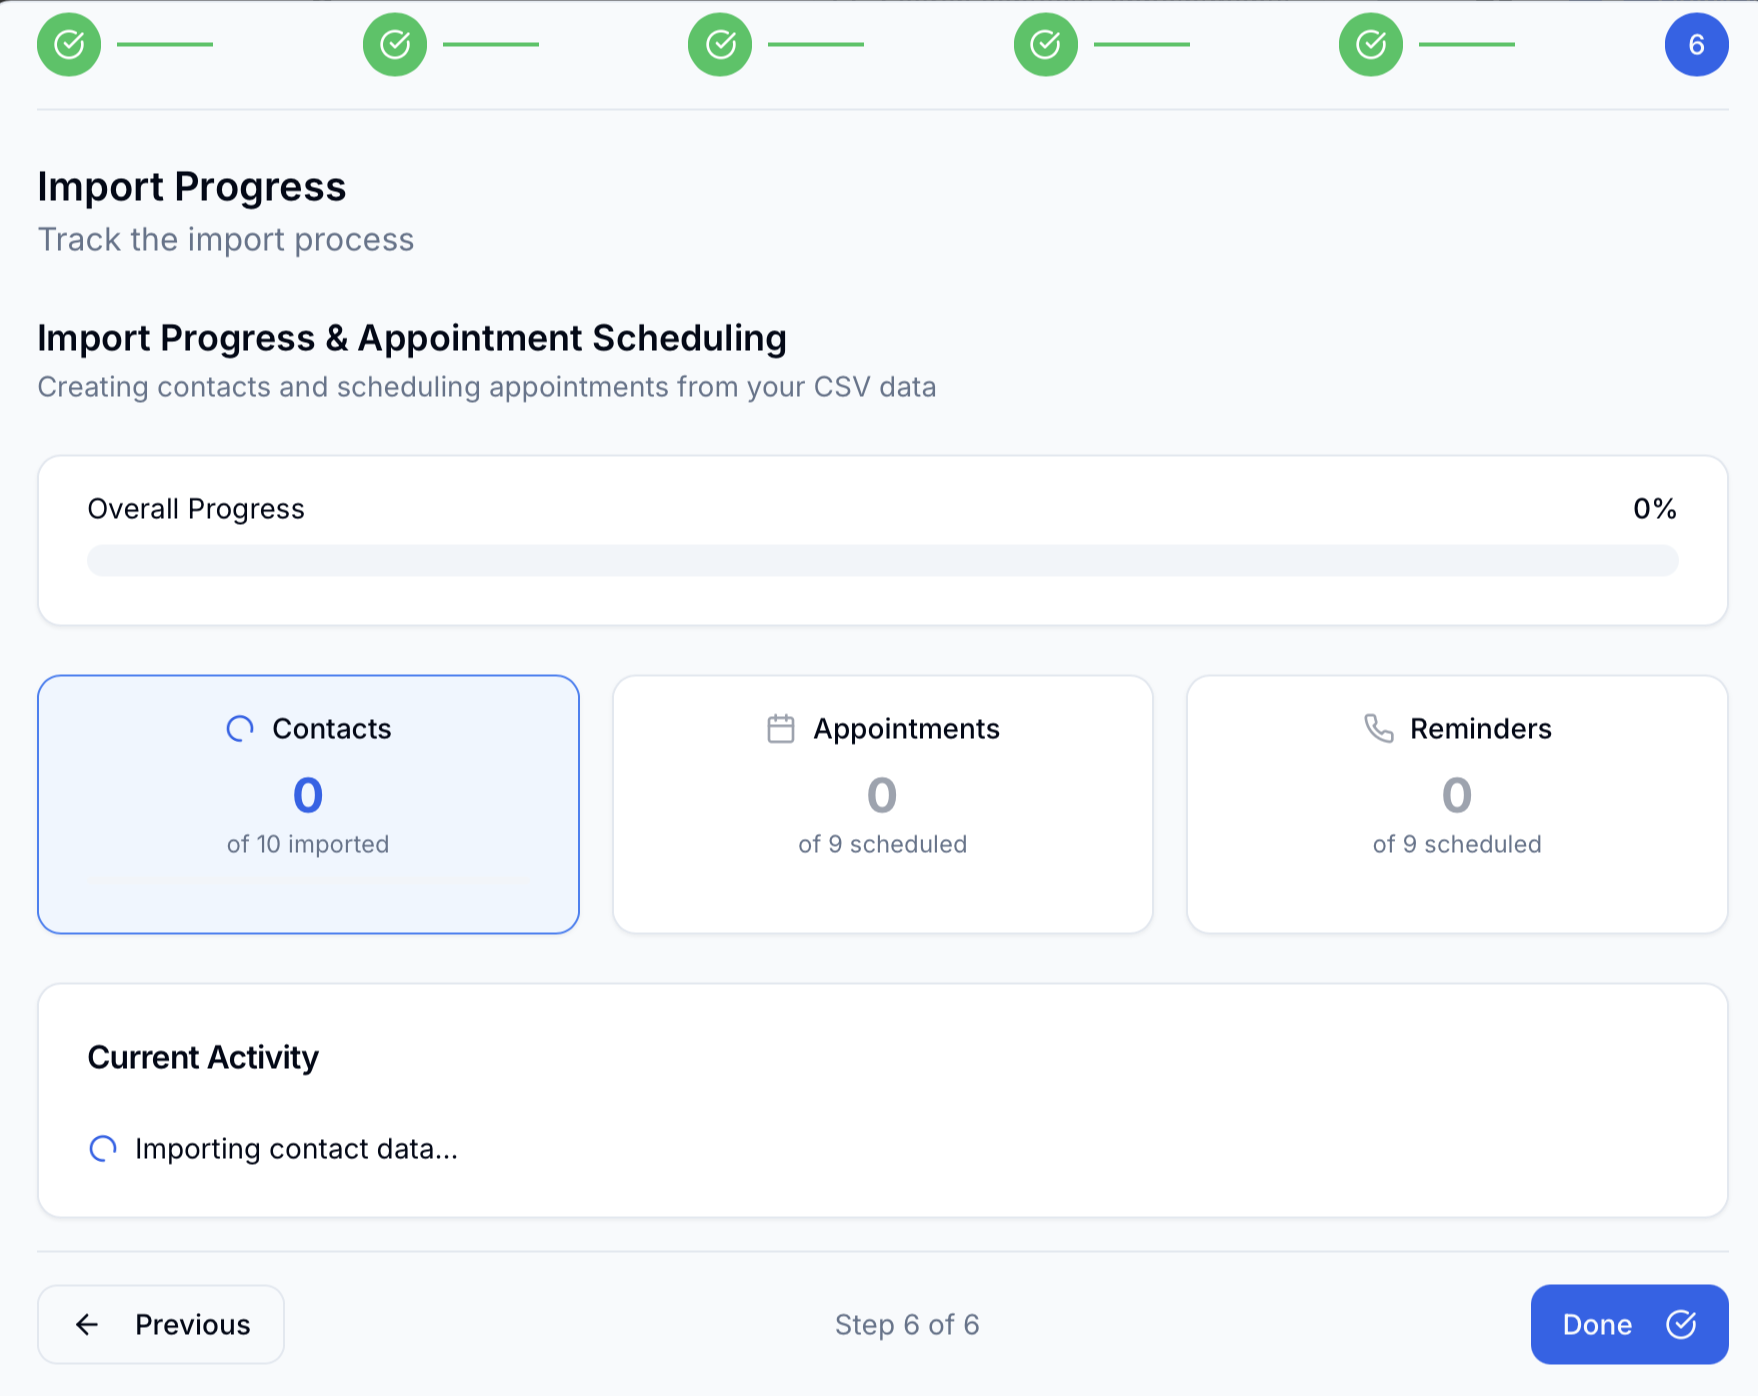 6
Import Progress
Track the import process
Import Progress & Appointment Scheduling
Creating contacts and scheduling appointments from your CSV data
Overall Progress 0%
Contacts
0
of 10 imported
Appointments
0
of 9 scheduled
Reminders
0
of 9 scheduled
Current Activity
Importing contact data...
Previous
Step 6 of 6
Done